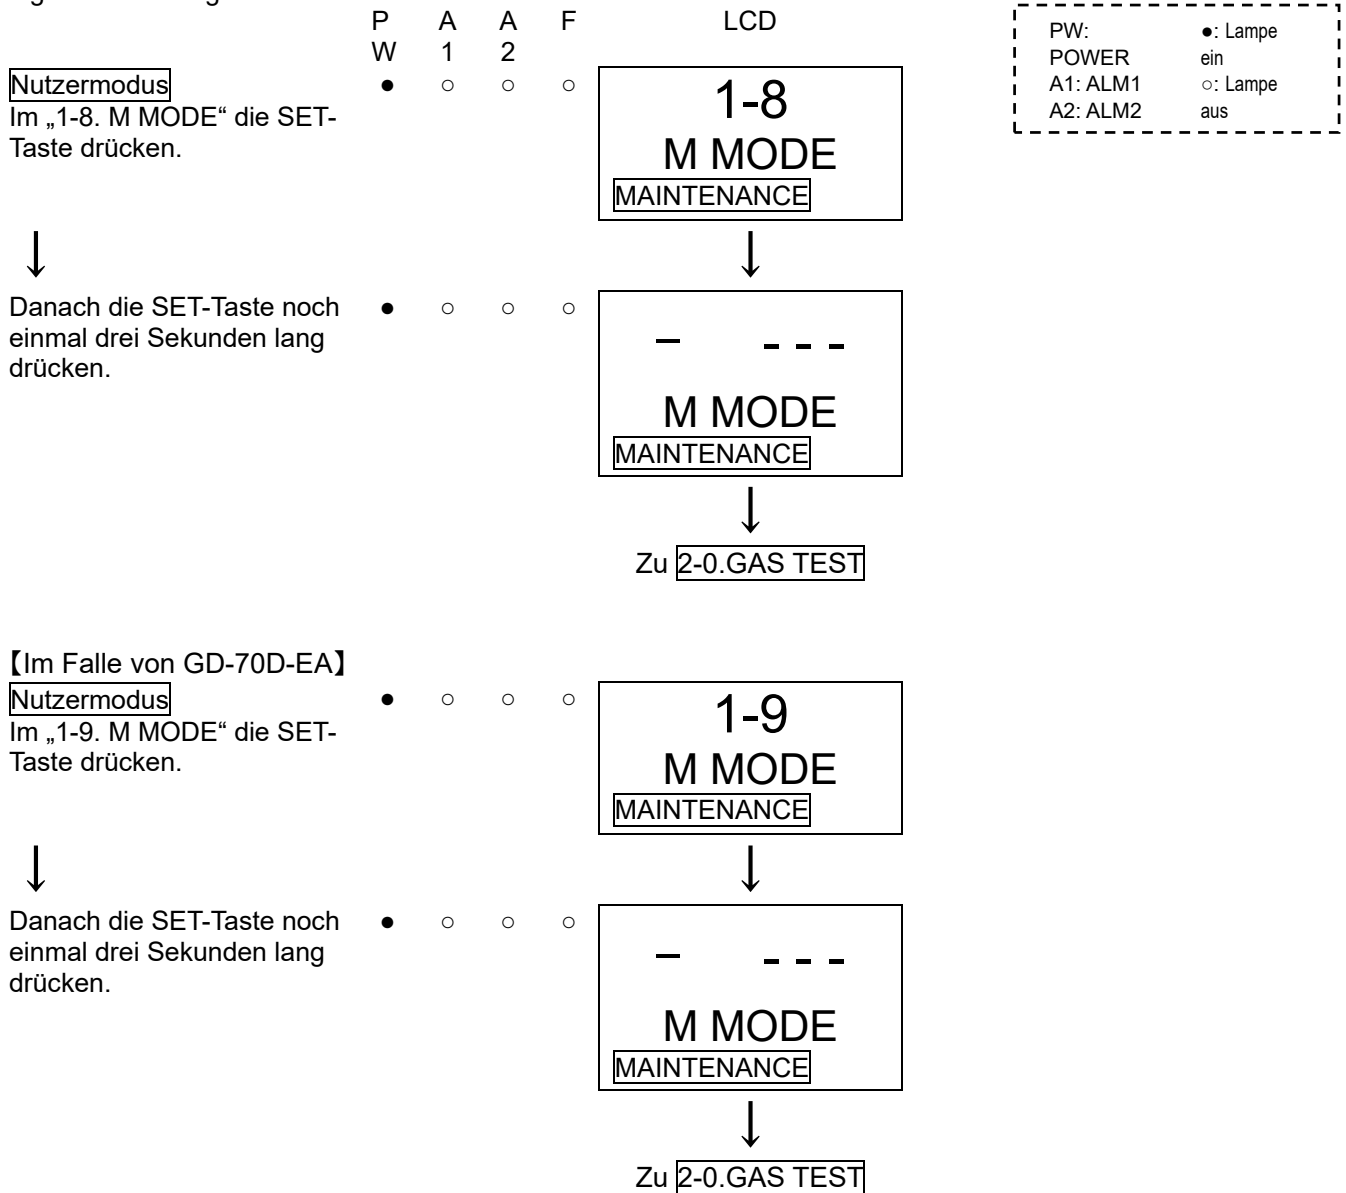 P A A F LCD
W 1 2
PW: ●: Lampe
POWER ein
A1: ALM1 ○: Lampe
A2: ALM2 aus
Nutzermodus ● ○ ○ ○
Im „1-8. M MODE“ die SET-
Taste drücken.
1-8
M MODE
MAINTENANCE
↓ ↓
Danach die SET-Taste noch ● ○ ○ ○
einmal drei Sekunden lang
drücken.
– - - -
M MODE
MAINTENANCE
↓
Zu 2-0.GAS TEST
【Im Falle von GD-70D-EA】
Nutzermodus ● ○ ○ ○
Im „1-9. M MODE“ die SET-
Taste drücken.
1-9
M MODE
MAINTENANCE
↓ ↓
Danach die SET-Taste noch ● ○ ○ ○
einmal drei Sekunden lang
drücken.
– - - -
M MODE
MAINTENANCE
↓
Zu 2-0.GAS TEST